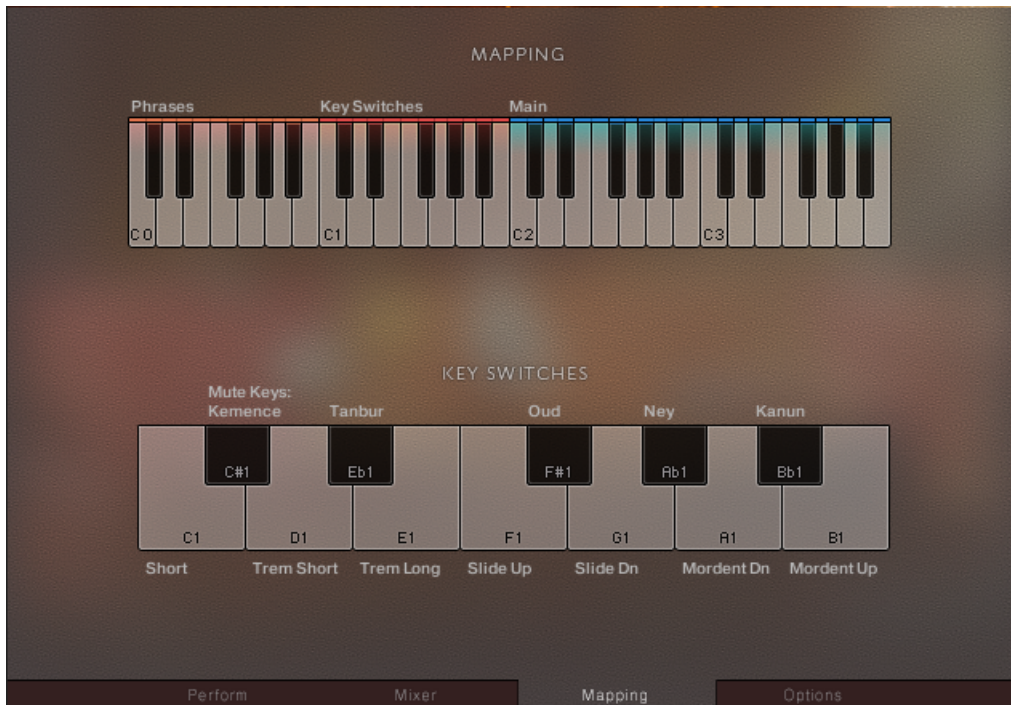 MAPPING
Phrases Key Switches Main
C0 C1 C2 C3
KEY SWITCHES
Mute Keys:
Kemence Tanbur Oud Ney Kanun
C#1 Eb1 F#1 Ab1 Bb1
C1 D1 E1 F1 G1 A1 B1
Short Trem Short Trem Long Slide Up Slide Dn Mordent Dn Mordent Up
Perform Mixer Mapping Options